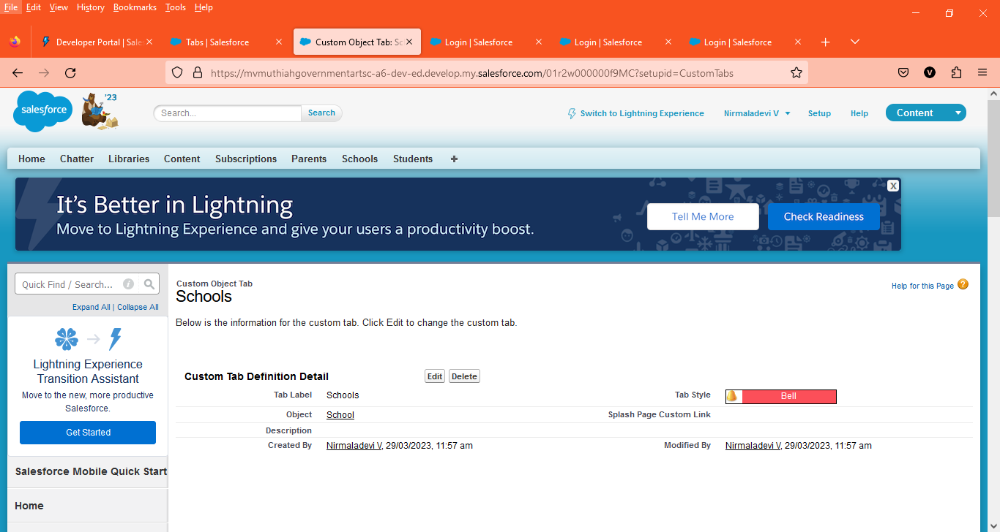 File Edit View History Bookmarks Tools Help
Developer Portal | Sale
Tabs | Salesforce
Custom Object Tab: Sc
Login | Salesforce
Login | Salesforce
Login | Salesforce
https://mvmuthiahgovernmentartsc-a6-dev-ed.develop.my.salesforce.com/01r2w000000f9MC?setupid=CustomTabs
V
salesforce
'23
Search...
Search
Switch to Lightning Experience
Nirmaladevi V
Setup
Help
Content
Home Chatter Libraries Content Subscriptions Parents Schools Students +
It's Better in Lightning
Move to Lightning Experience and give your users a productivity boost.
Tell Me More
Check Readiness
X
Quick Find / Search...
i
Expand All | Collapse All
Lightning Experience
Transition Assistant
Move to the new, more productive
Salesforce.
Get Started
Salesforce Mobile Quick Start
Home
Custom Object Tab
Schools
Help for this Page ?
Below is the information for the custom tab. Click Edit to change the custom tab.
Custom Tab Definition Detail
Edit Delete
Tab Label Schools
Tab Style Bell
Object School
Splash Page Custom Link
Description
Created By Nirmaladevi V, 29/03/2023, 11:57 am
Modified By Nirmaladevi V, 29/03/2023, 11:57 am